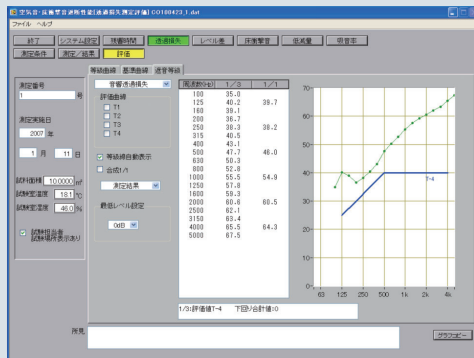 空気音・床衝撃音遮断性能[透過損失測定評価] CO100423_1.dat
ファイル ヘルプ
終了 システム設定 残響時間 透過損失 レベル差 床衝撃音 低減量 吸音率
測定条件 測定/結果 評価
等級曲線 基準曲線 遮音等級
測定番号
1 号
測定実施日
2007 年
1 月 11 日
試料面積 10.0000 ㎡
試験室温度 18.1 ℃
試験室湿度 46.0 %
試験担当者
試験場所表示あり
音響透過損失
評価曲線
T1
T2
T3
T4
等級線自動表示
合成1/1
測定結果
最低レベル設定
0dB
周波数(Hz) 1/3 1/1
100 35.0
125 40.2 38.7
160 39.1
200 36.7
250 38.3 38.2
315 40.5
400 43.1
500 47.7 46.0
630 50.3
800 52.8
1000 55.5 54.9
1250 57.8
1600 59.3
2000 60.6 60.5
2500 62.1
3150 63.4
4000 65.5 64.3
5000 67.5
1/3:評価値T-4 下回り合計値:0
70
60
50
40
30
20
10
0
T-4
63 125 250 500 1k 2k 4k
所見
グラフコピー